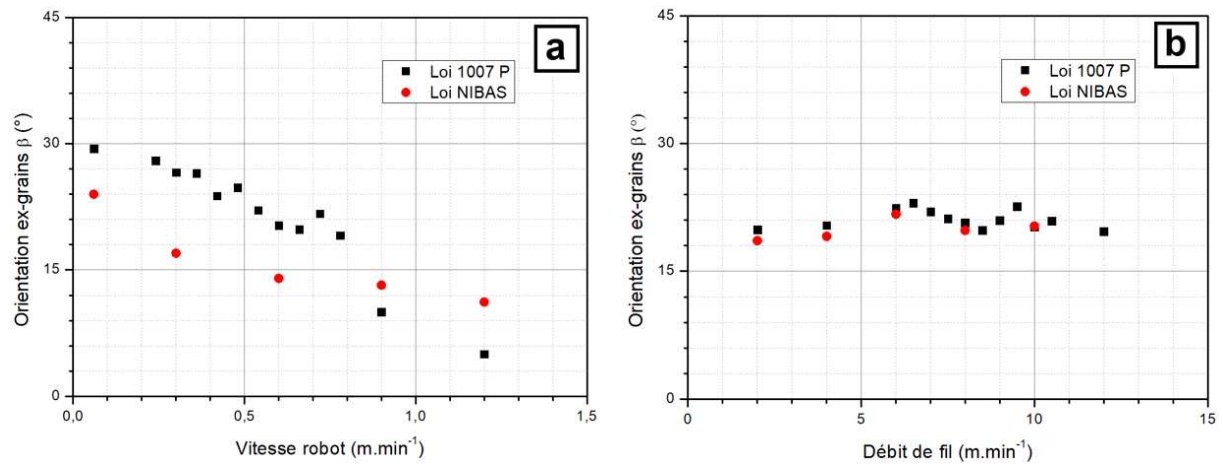 45
30
15
0
Orientation ex-grains β (°)
a
Loi 1007 P
Loi NIBAS
0,0
0,5
1,0
1,5
Vitesse robot (m.min⁻¹)
45
30
15
0
Orientation ex-grains β (°)
b
Loi 1007 P
Loi NIBAS
0
5
10
15
Débit de fil (m.min⁻¹)